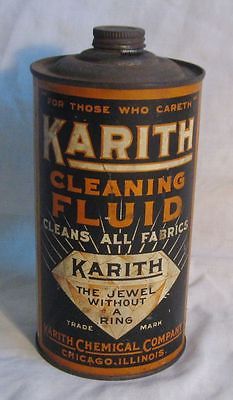 "FOR THOSE WHO CARETH"
KARITH
CLEANING
FLUID
CLEANS ALL FABRICS
KARITH
THE JEWEL
WITHOUT
A
RING
TRADE MARK
KARITH CHEMICAL COMPANY
CHICAGO, ILLINOIS.